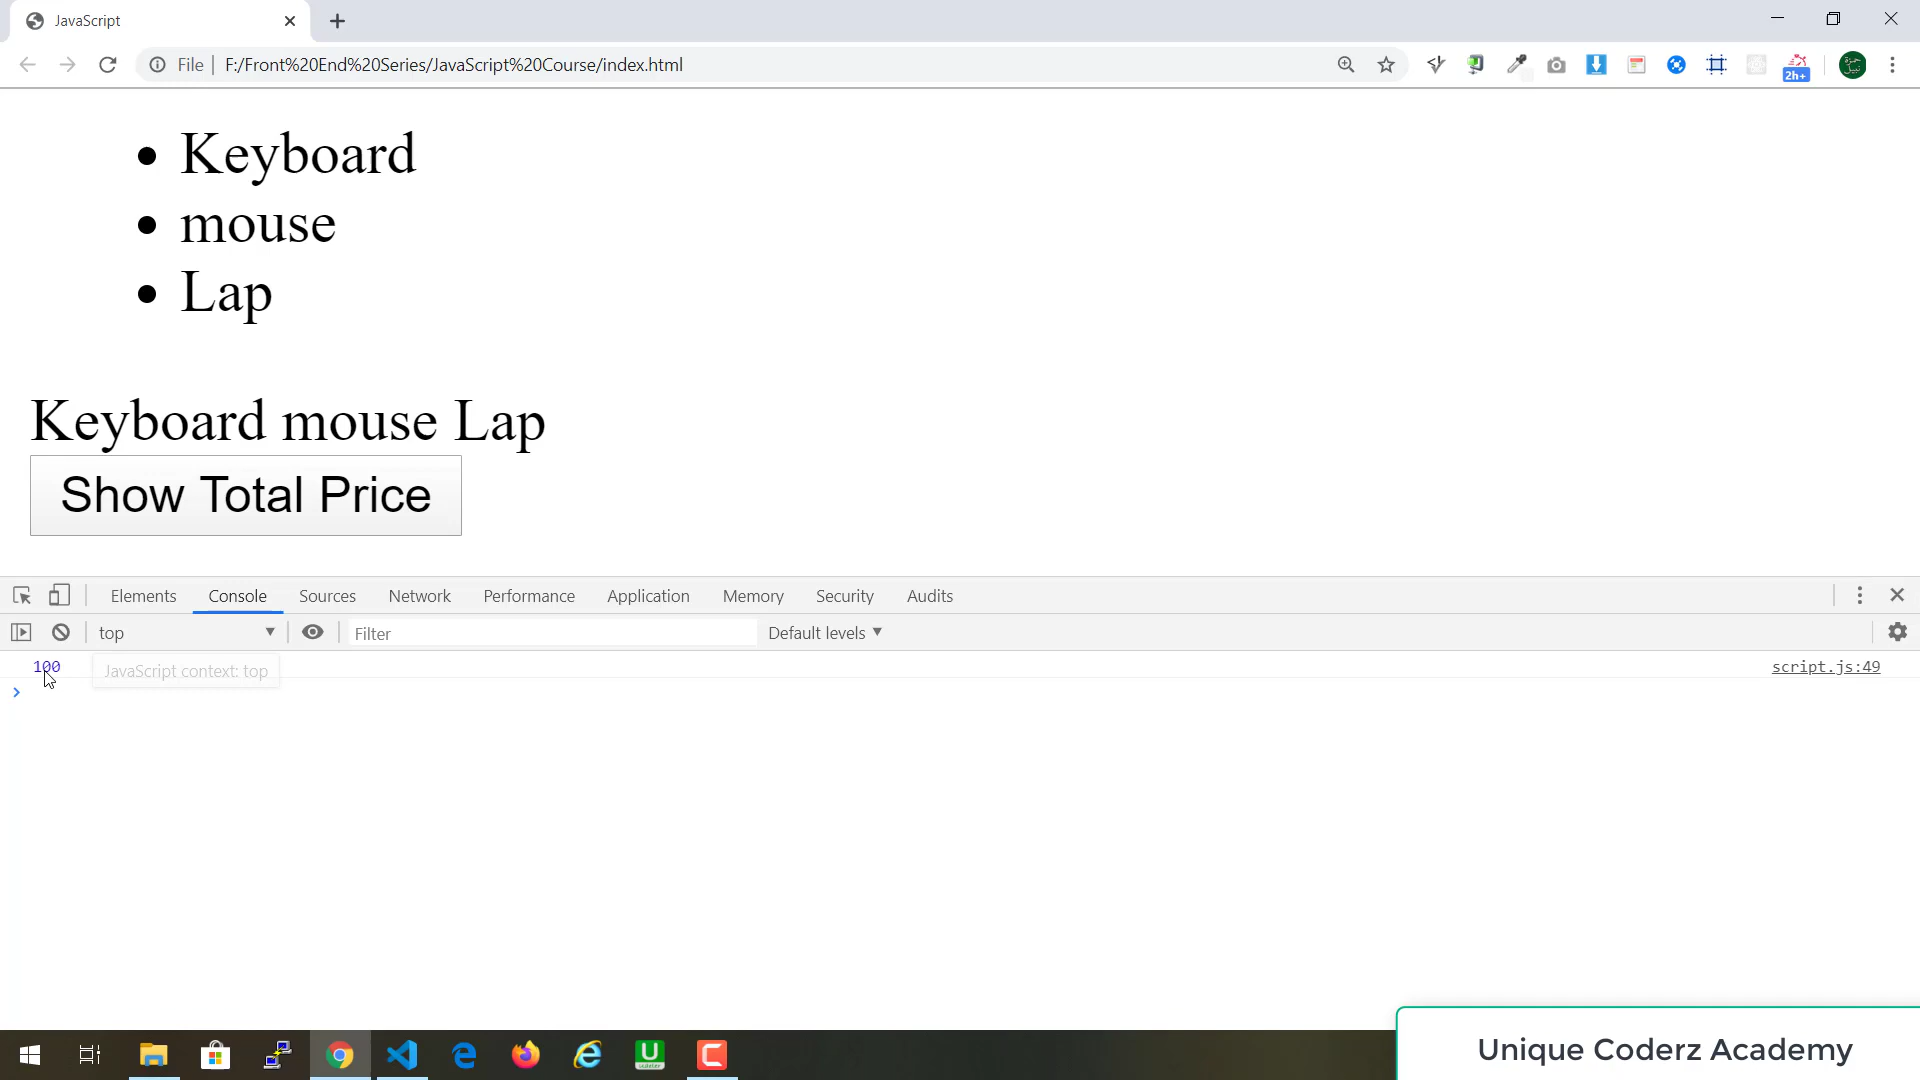 JavaScript
File | F:/Front%20End%20Series/JavaScript%20Course/index.html
2h+
Keyboard
mouse
Lap
Keyboard mouse Lap
Show Total Price
Elements Console Sources Network Performance Application Memory Security Audits
top Filter Default levels
100 script.js:49
JavaScript context: top
Unique Coderz Academy